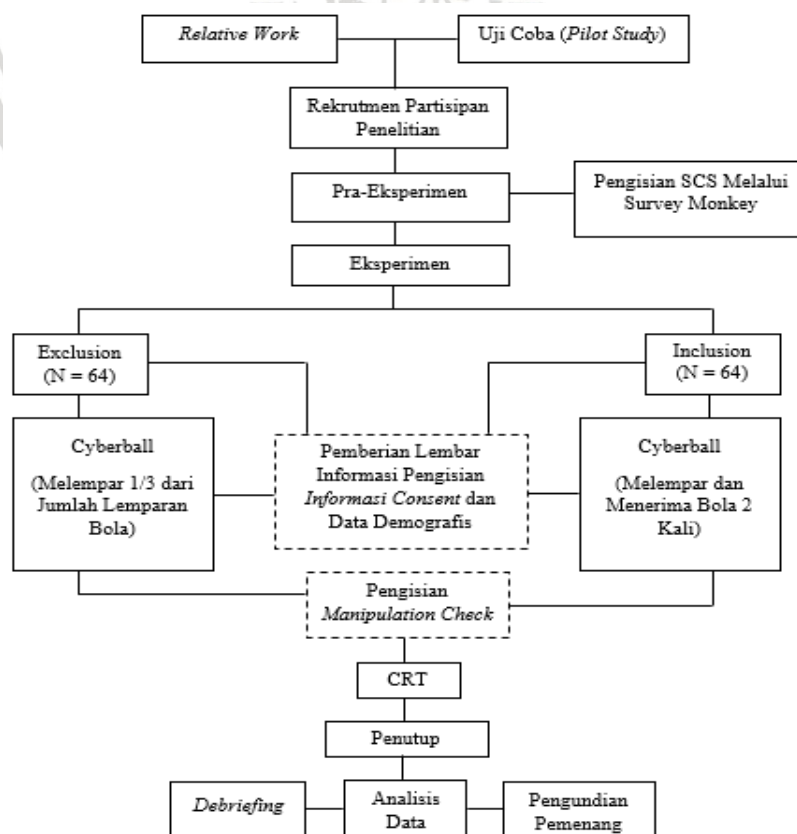 Relative Work
Uji Coba (Pilot Study)
Rekrutmen Partisipan
Penelitian
Pra-Eksperimen
Pengisian SCS Melalui
Survey Monkey
Eksperimen
Exclusion
(N = 64)
Inclusion
(N = 64)
Cyberball
(Melempar 1/3 dari
Jumlah Lemparan
Bola)
Pemberian Lembar
Informasi Pengisian
Informasi Consent dan
Data Demografis
Cyberball
(Melempar dan
Menerima Bola 2
Kali)
Pengisian
Manipulation Check
CRT
Penutup
Debriefing
Analisis
Data
Pengundian
Pemenang